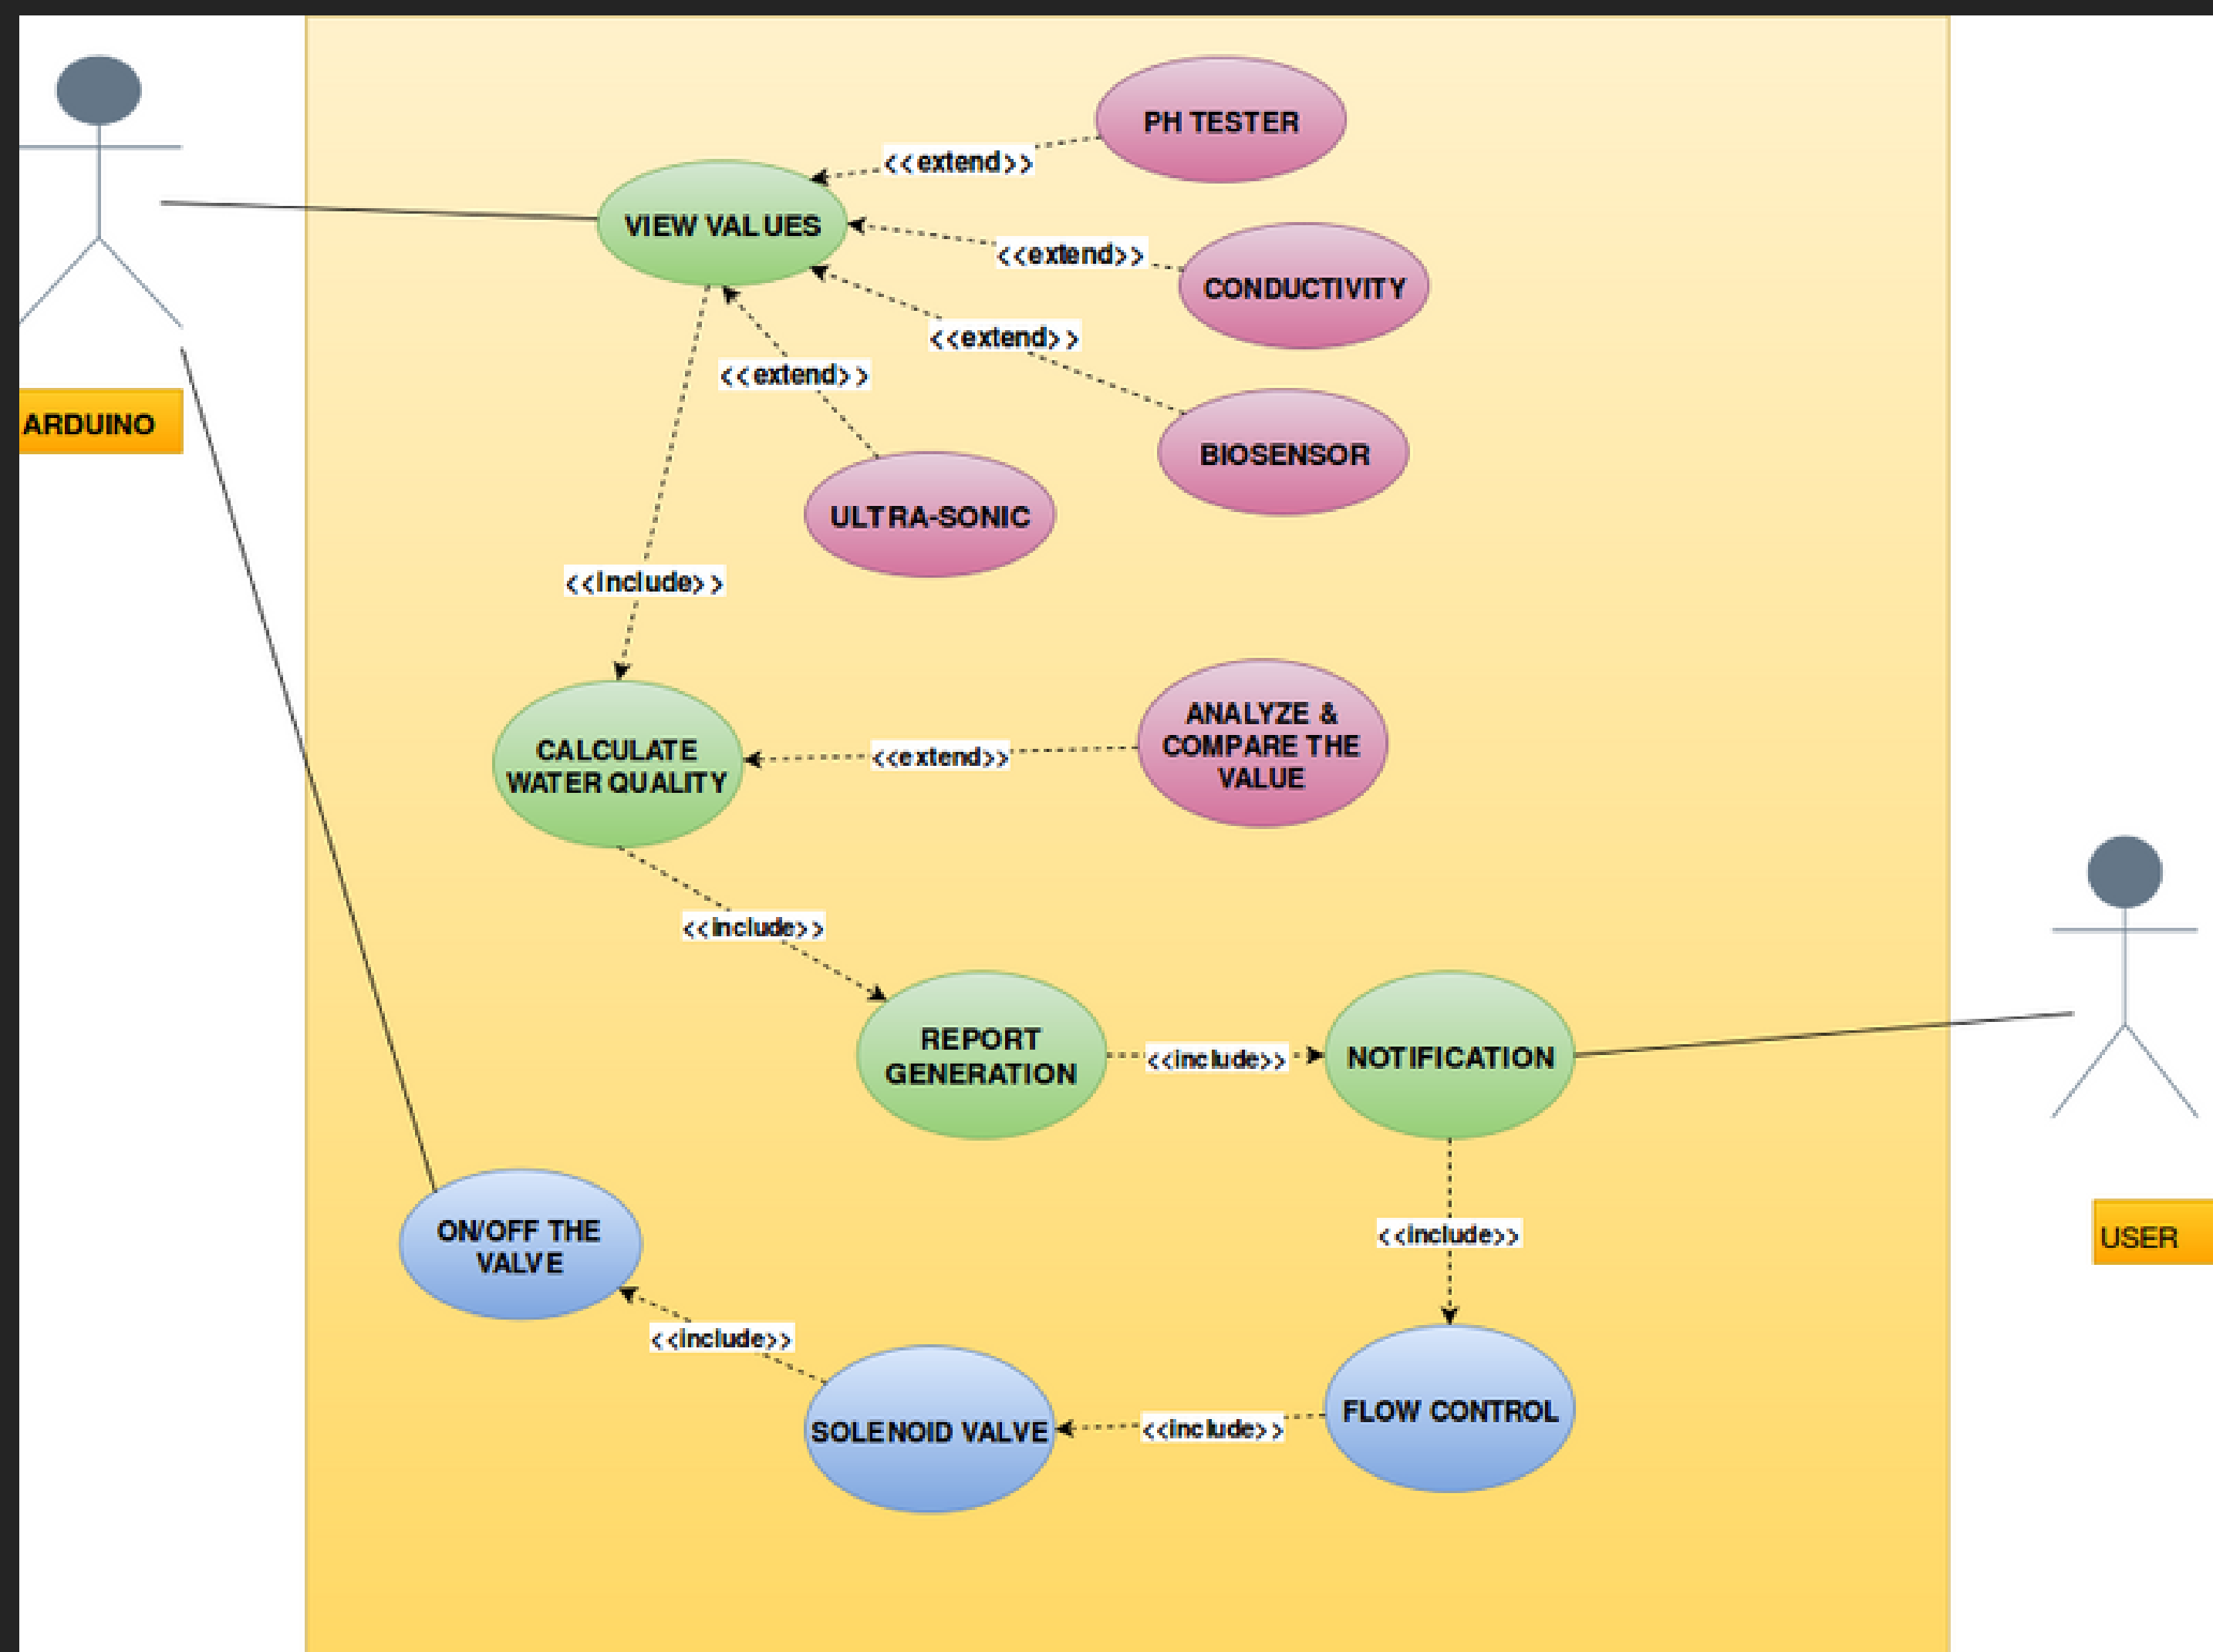 PH TESTER
<<extend>>
VIEW VALUES
<<extend>>
CONDUCTIVITY
<<extend>>
<<extend>>
ARDUINO
BIOSENSOR
ULTRA-SONIC
<<include>>
ANALYZE &
COMPARE THE
VALUE
CALCULATE
WATER QUALITY
<<extend>>
<<include>>
REPORT
GENERATION
<<include>>
NOTIFICATION
ON/OFF THE
VALVE
<<include>>
USER
<<include>>
SOLENOID VALVE
<<include>>
FLOW CONTROL